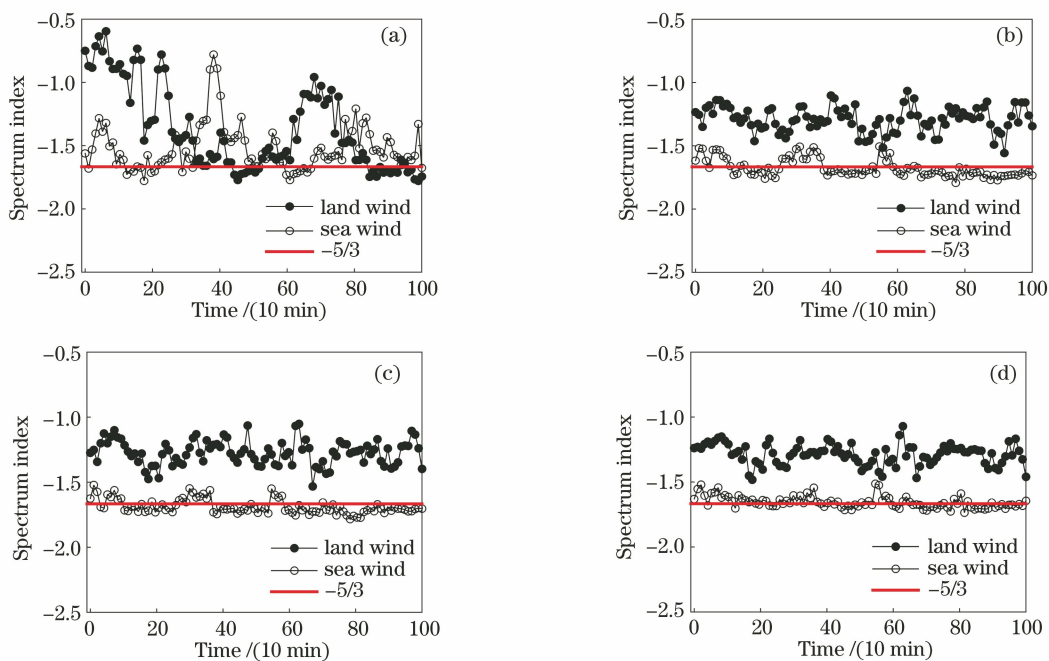 (a)
Spectrum index
−0.5
−1.0
−1.5
−2.0
−2.5
land wind
sea wind
−5/3
0 20 40 60 80 100
Time /(10 min)
(b)
Spectrum index
−0.5
−1.0
−1.5
−2.0
−2.5
land wind
sea wind
−5/3
0 20 40 60 80 100
Time /(10 min)
(c)
Spectrum index
−0.5
−1.0
−1.5
−2.0
−2.5
land wind
sea wind
−5/3
0 20 40 60 80 100
Time /(10 min)
(d)
Spectrum index
−0.5
−1.0
−1.5
−2.0
−2.5
land wind
sea wind
−5/3
0 20 40 60 80 100
Time /(10 min)